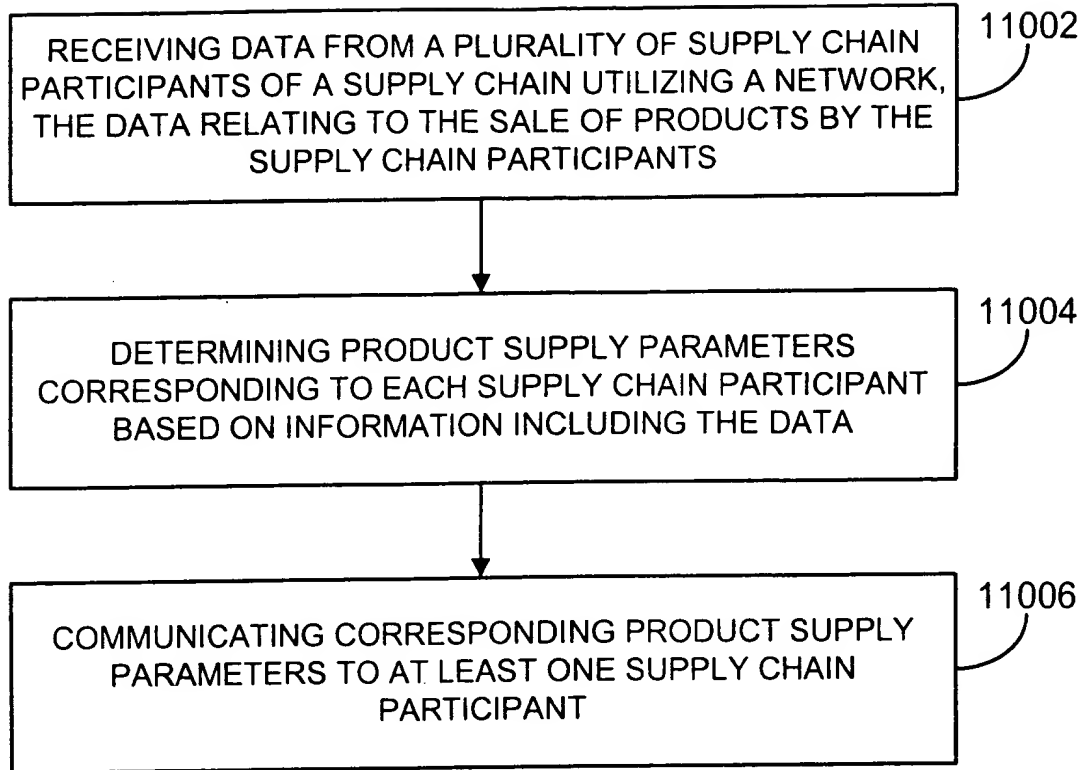 RECEIVING DATA FROM A PLURALITY OF SUPPLY CHAIN
PARTICIPANTS OF A SUPPLY CHAIN UTILIZING A NETWORK,
THE DATA RELATING TO THE SALE OF PRODUCTS BY THE
SUPPLY CHAIN PARTICIPANTS
11002
DETERMINING PRODUCT SUPPLY PARAMETERS
CORRESPONDING TO EACH SUPPLY CHAIN PARTICIPANT
BASED ON INFORMATION INCLUDING THE DATA
11004
COMMUNICATING CORRESPONDING PRODUCT SUPPLY
PARAMETERS TO AT LEAST ONE SUPPLY CHAIN
PARTICIPANT
11006